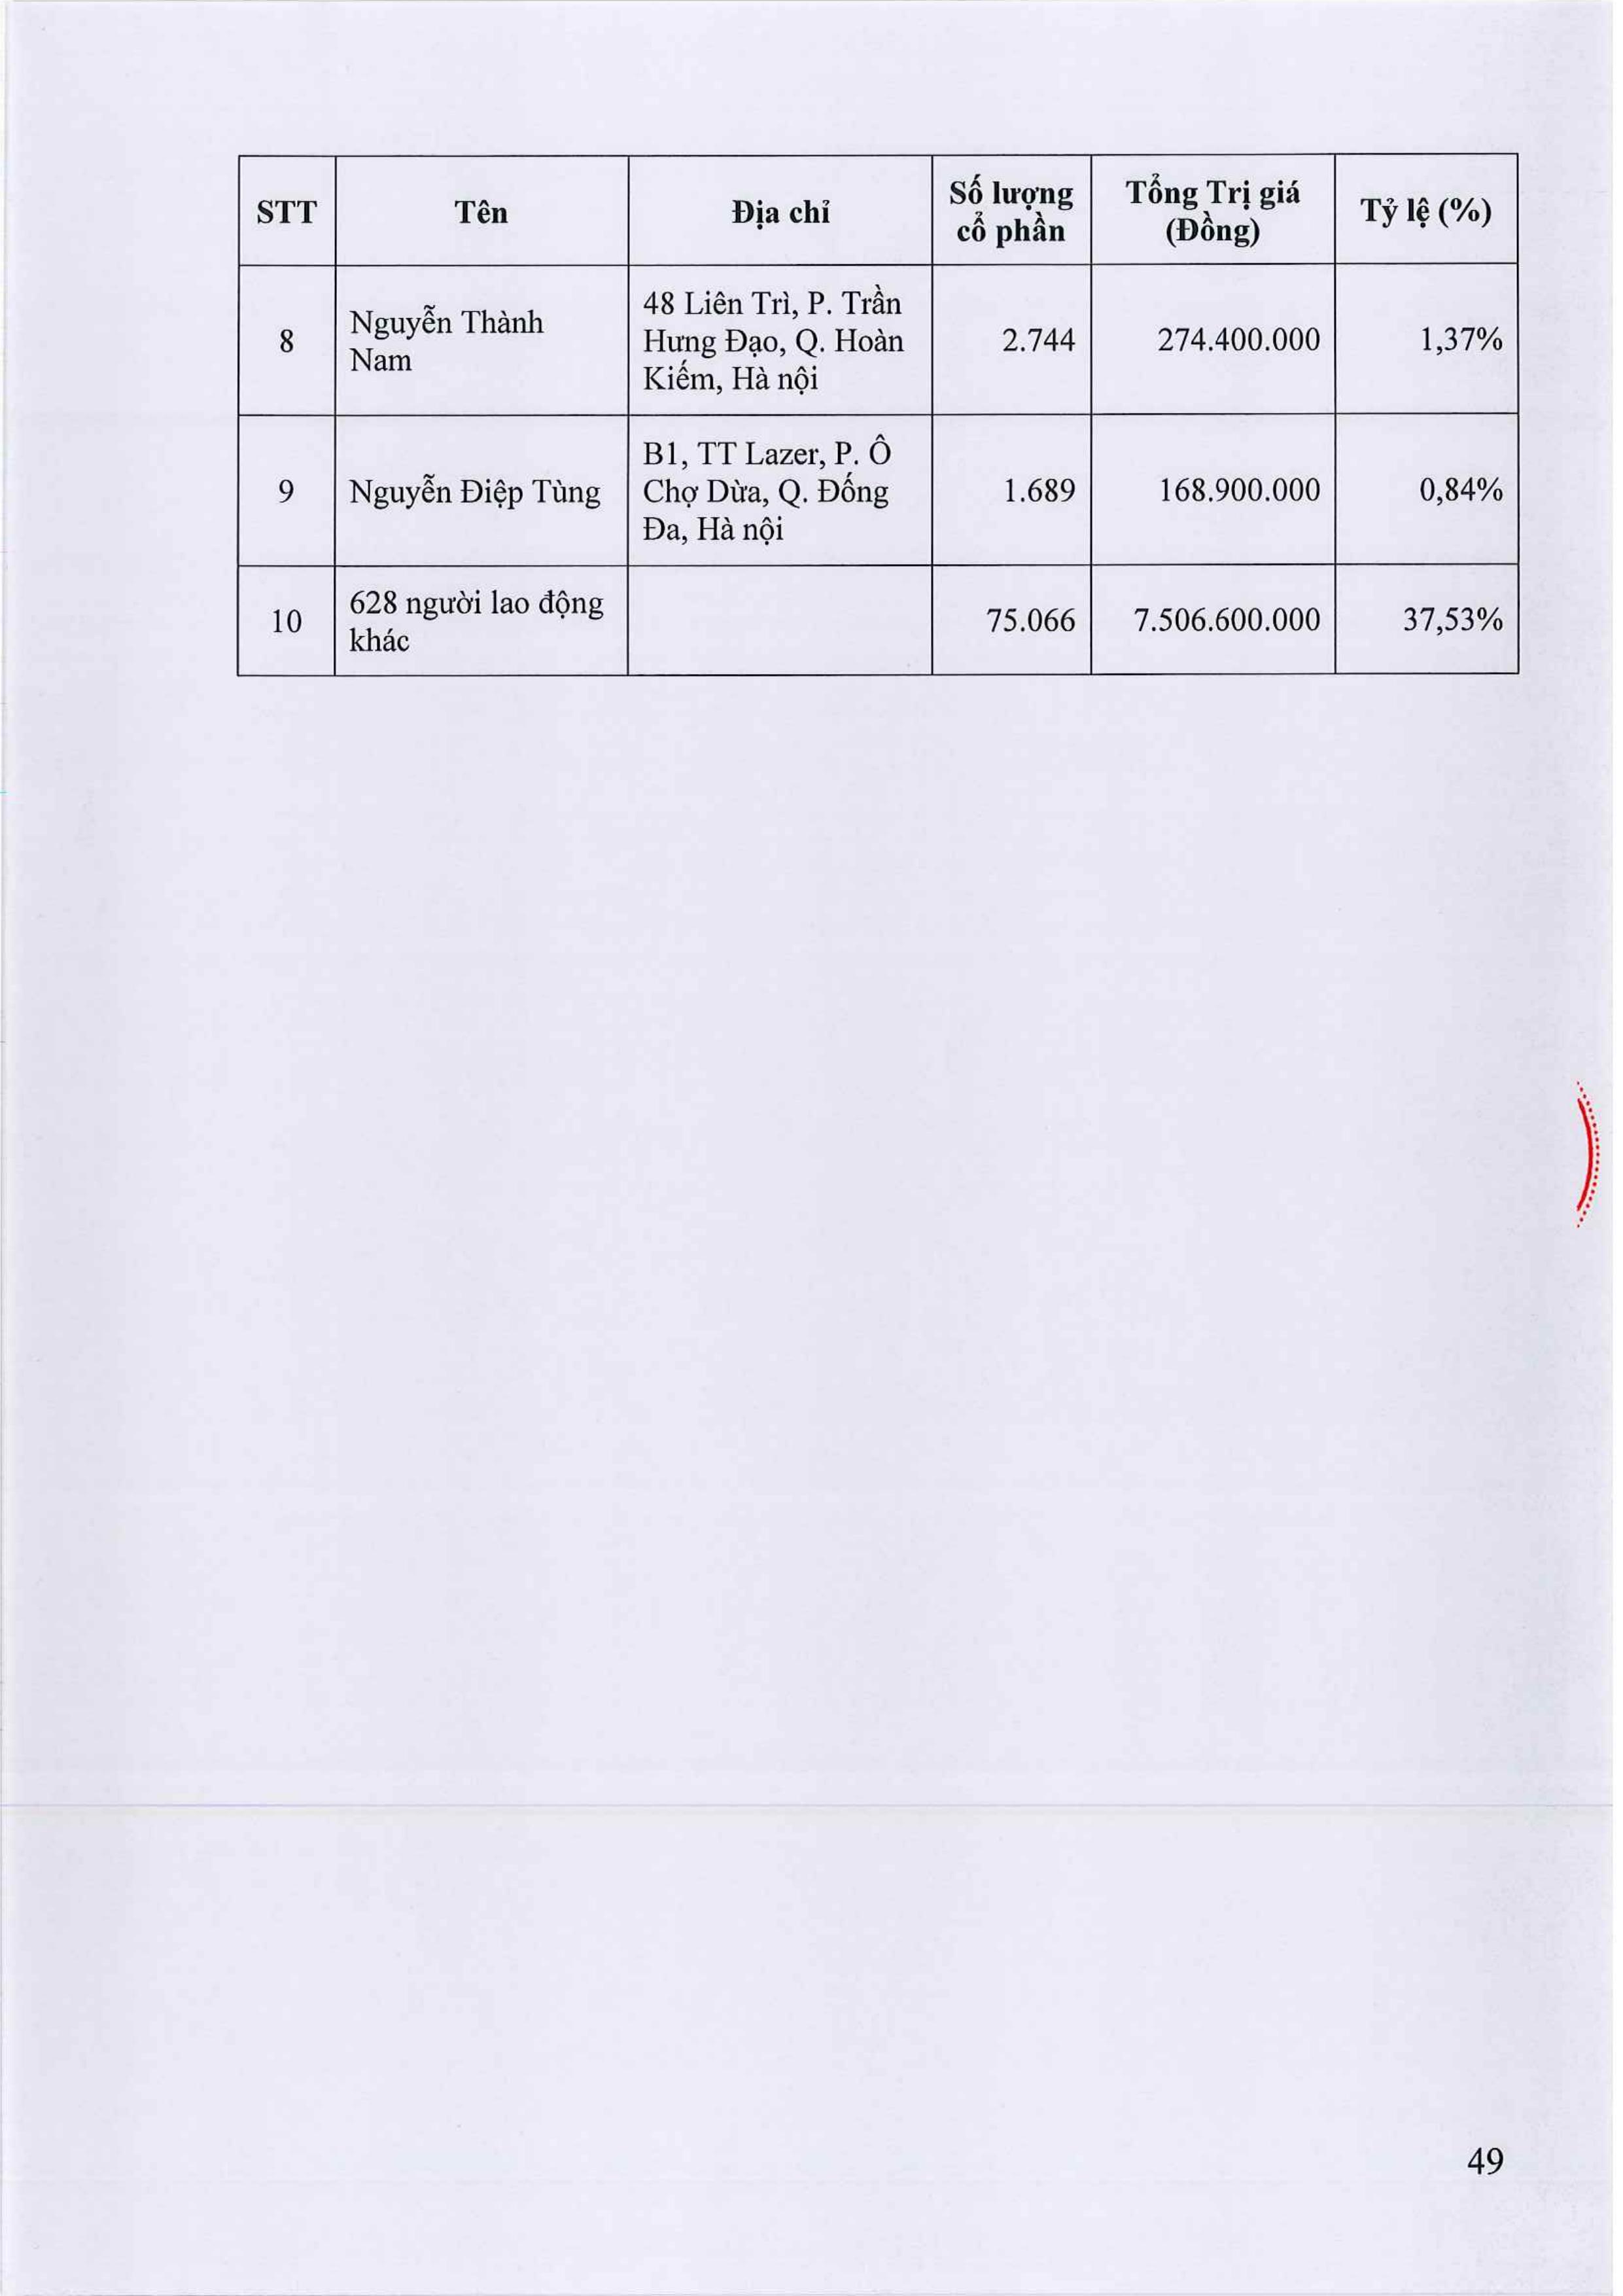 STT
Tên
Địa chỉ
Số lượng
cổ phần
Tổng Trị giá
(Đồng)
Tỷ lệ (%)
8
Nguyễn Thành
Nam
48 Liên Trì, P. Trần
Hưng Đạo, Q. Hoàn
Kiếm, Hà nội
2.744
274.400.000
1,37%
9
Nguyễn Điệp Tùng
B1, TT Lazer, P. Ô
Chợ Dừa, Q. Đống
Đa, Hà nội
1.689
168.900.000
0,84%
10
628 người lao động
khác
75.066
7.506.600.000
37,53%
49